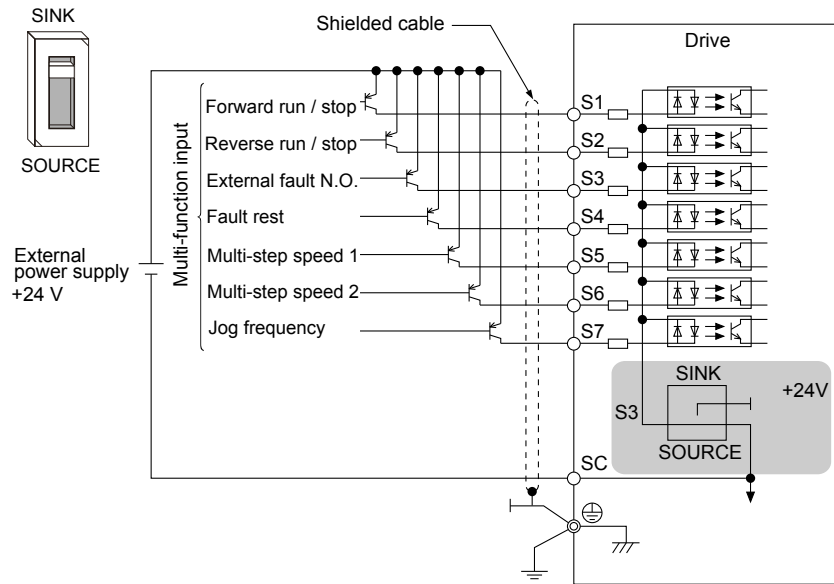 SINK
SOURCE
Shielded cable
Drive
Multi-function input
Forward run / stop
Reverse run / stop
External fault N.O.
Fault rest
Multi-step speed 1
Multi-step speed 2
Jog frequency
External
power supply
+24 V
S1
S2
S3
S4
S5
S6
S7
SINK
+24V
S3
SOURCE
SC